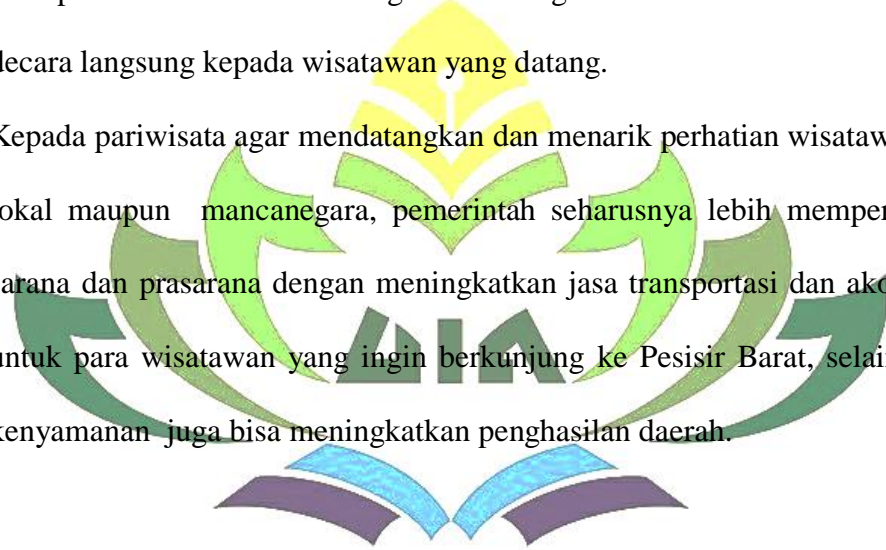 decara langsung kepada wisatawan yang datang.
Kepada pariwisata agar mendatangkan dan menarik perhatian wisataw
okal maupun mancanegara, pemerintah seharusnya lebih memper
arana dan prasarana dengan meningkatkan jasa transportasi dan ako
untuk para wisatawan yang ingin berkunjung ke Pesisir Barat, selai
kenyamanan juga bisa meningkatkan penghasilan daerah.
UIN